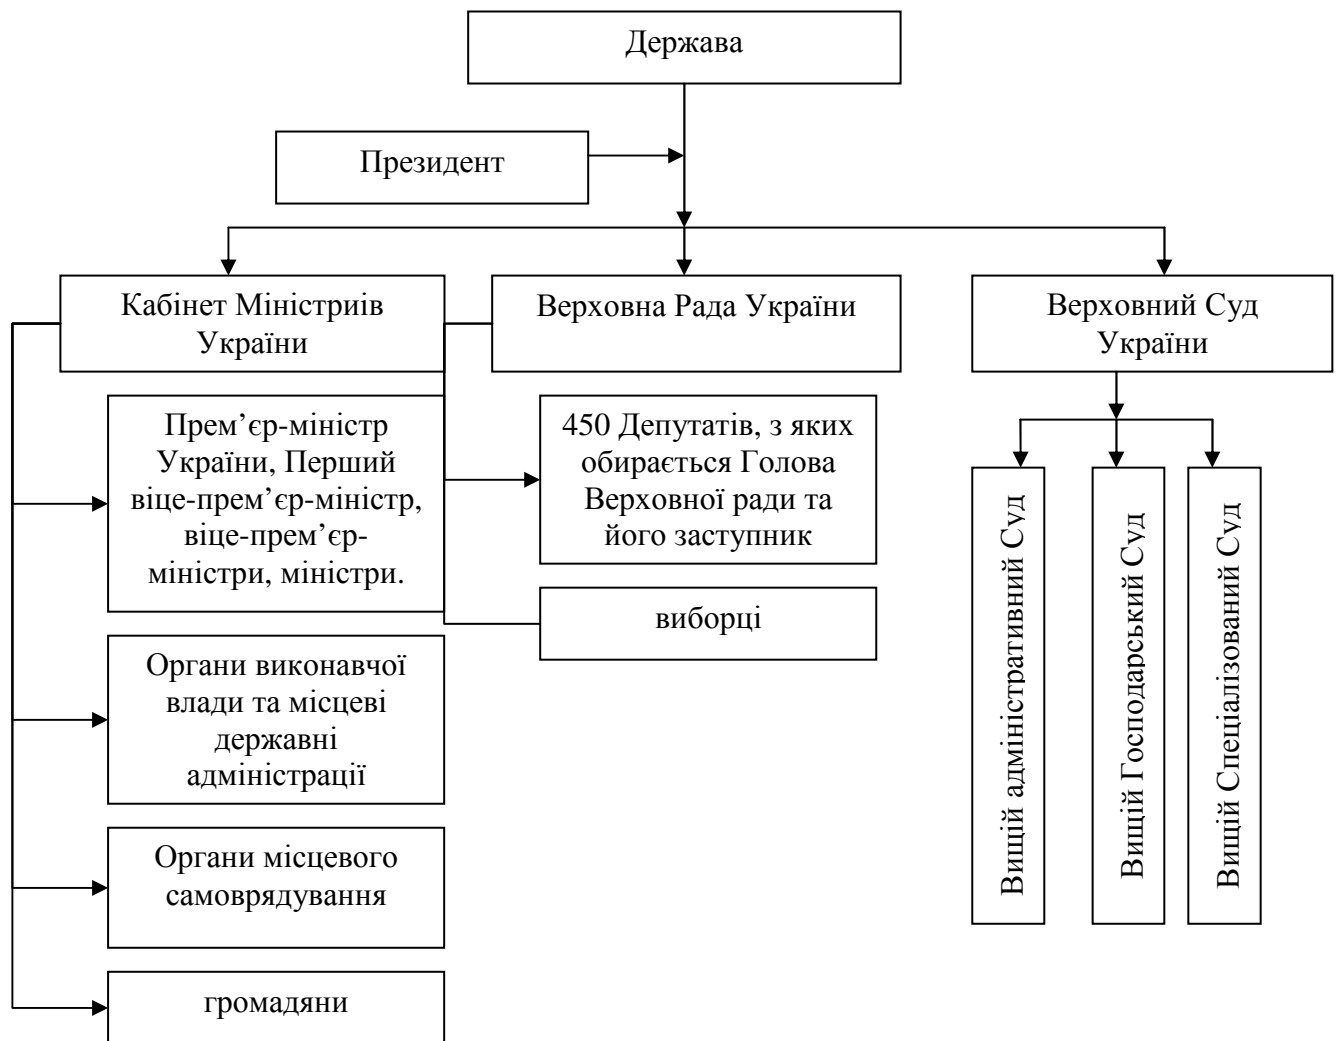 Держава
Президент
Кабінет Міністриів
України
Верховна Рада України
Верховний Суд
України
Прем’єр-міністр
України, Перший
віце-прем’єр-міністр,
віце-прем’єр-
міністри, міністри.
450 Депутатів, з яких
обирається Голова
Верховної ради та
його заступник
виборці
Органи виконавчої
влади та місцеві
державні
адміністрації
Органи місцевого
самоврядування
громадяни
Вищій адміністративний Суд
Вищій Господарський Суд
Вищій Спеціалізований Суд